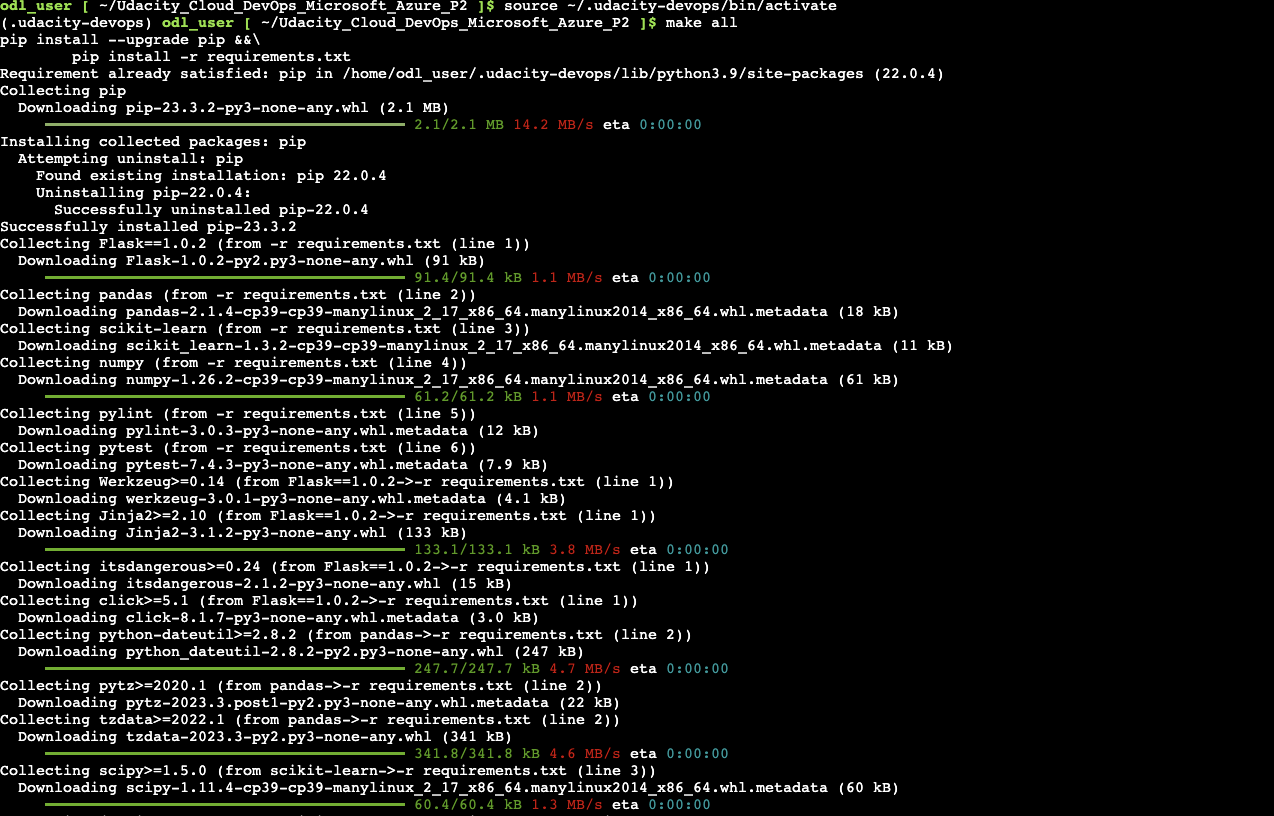 odl_user [ ~/Udacity_Cloud_DevOps_Microsoft_Azure_P2 ]$ source ~/.udacity-devops/bin/activate
(.udacity-devops) odl_user [ ~/Udacity_Cloud_DevOps_Microsoft_Azure_P2 ]$ make all
pip install --upgrade pip &&\
        pip install -r requirements.txt
Requirement already satisfied: pip in /home/odl_user/.udacity-devops/lib/python3.9/site-packages (22.0.4)
Collecting pip
  Downloading pip-23.3.2-py3-none-any.whl (2.1 MB)
2.1/2.1 MB 14.2 MB/s eta 0:00:00
Installing collected packages: pip
  Attempting uninstall: pip
    Found existing installation: pip 22.0.4
    Uninstalling pip-22.0.4:
      Successfully uninstalled pip-22.0.4
Successfully installed pip-23.3.2
Collecting Flask==1.0.2 (from -r requirements.txt (line 1))
  Downloading Flask-1.0.2-py2.py3-none-any.whl (91 kB)
91.4/91.4 kB 1.1 MB/s eta 0:00:00
Collecting pandas (from -r requirements.txt (line 2))
  Downloading pandas-2.1.4-cp39-cp39-manylinux_2_17_x86_64.manylinux2014_x86_64.whl.metadata (18 kB)
Collecting scikit-learn (from -r requirements.txt (line 3))
  Downloading scikit_learn-1.3.2-cp39-cp39-manylinux_2_17_x86_64.manylinux2014_x86_64.whl.metadata (11 kB)
Collecting numpy (from -r requirements.txt (line 4))
  Downloading numpy-1.26.2-cp39-cp39-manylinux_2_17_x86_64.manylinux2014_x86_64.whl.metadata (61 kB)
61.2/61.2 kB 1.1 MB/s eta 0:00:00
Collecting pylint (from -r requirements.txt (line 5))
  Downloading pylint-3.0.3-py3-none-any.whl.metadata (12 kB)
Collecting pytest (from -r requirements.txt (line 6))
  Downloading pytest-7.4.3-py3-none-any.whl.metadata (7.9 kB)
Collecting Werkzeug>=0.14 (from Flask==1.0.2->-r requirements.txt (line 1))
  Downloading werkzeug-3.0.1-py3-none-any.whl.metadata (4.1 kB)
Collecting Jinja2>=2.10 (from Flask==1.0.2->-r requirements.txt (line 1))
  Downloading Jinja2-3.1.2-py3-none-any.whl (133 kB)
133.1/133.1 kB 3.8 MB/s eta 0:00:00
Collecting itsdangerous>=0.24 (from Flask==1.0.2->-r requirements.txt (line 1))
  Downloading itsdangerous-2.1.2-py3-none-any.whl (15 kB)
Collecting click>=5.1 (from Flask==1.0.2->-r requirements.txt (line 1))
  Downloading click-8.1.7-py3-none-any.whl.metadata (3.0 kB)
Collecting python-dateutil>=2.8.2 (from pandas->-r requirements.txt (line 2))
  Downloading python_dateutil-2.8.2-py2.py3-none-any.whl (247 kB)
247.7/247.7 kB 4.7 MB/s eta 0:00:00
Collecting pytz>=2020.1 (from pandas->-r requirements.txt (line 2))
  Downloading pytz-2023.3.post1-py2.py3-none-any.whl.metadata (22 kB)
Collecting tzdata>=2022.1 (from pandas->-r requirements.txt (line 2))
  Downloading tzdata-2023.3-py2.py3-none-any.whl (341 kB)
341.8/341.8 kB 4.6 MB/s eta 0:00:00
Collecting scipy>=1.5.0 (from scikit-learn->-r requirements.txt (line 3))
  Downloading scipy-1.11.4-cp39-cp39-manylinux_2_17_x86_64.manylinux2014_x86_64.whl.metadata (60 kB)
60.4/60.4 kB 1.3 MB/s eta 0:00:00